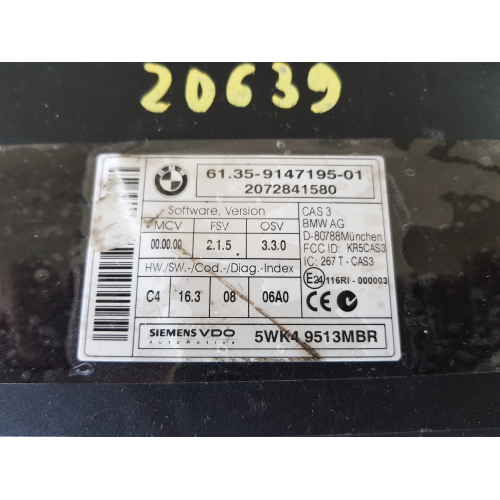 20639
BMW
61.35-9147195-01
2072841580
Software, Version
MCV FSV OSV
00.00.00 2.1.5 3.3.0
HW./SW.-/Cod.-/Diag.-Index
C4 16.3 08 06A0
CAS 3
BMW AG
D-80788München
FCC ID: KR5CAS3
IC: 267 T - CAS3
E24 116RI - 000003
CE
SIEMENS VDO
Automotive
5WK4 9513MBR